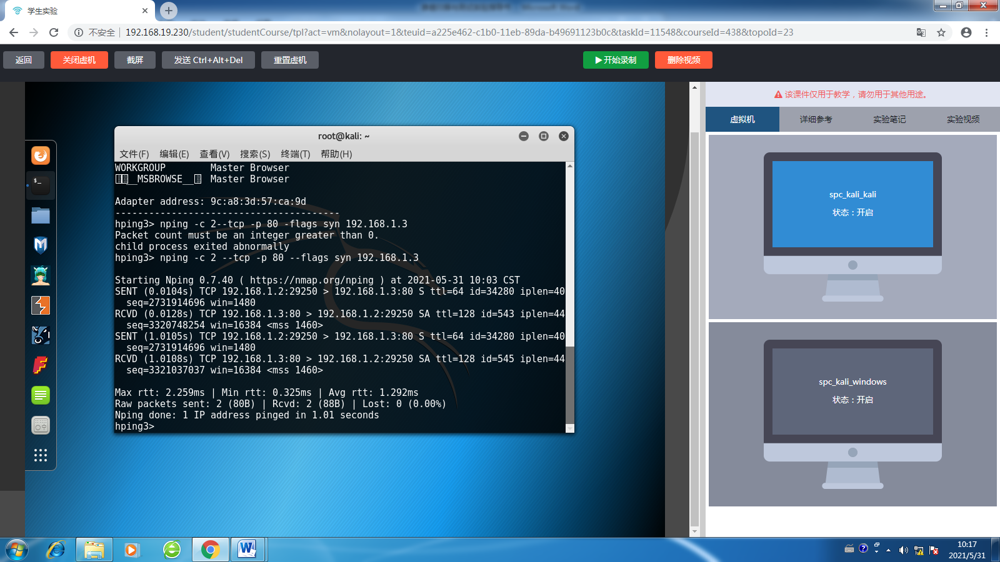 学生实验
不安全 192.168.19.230/student/studentCourse/tpl?act=vm&nolayout=1&teuid=a225e462-c1b0-11eb-89da-b49691123b0c&taskId=11548&courseId=438&topoId=23
返回 关闭虚机 截屏 发送 Ctrl+Alt+Del 重置虚机 开始录制 删除视频
该课件仅用于教学，请勿用于其他用途。
虚拟机 详细参考 实验笔记 实验视频
root@kali: ~
文件(F) 编辑(E) 查看(V) 搜索(S) 终端(T) 帮助(H)
WORKGROUP Master Browser
__MSBROWSE__ Master Browser
Adapter address: 9c:a8:3d:57:ca:9d
----------------------------------------
hping3> nping -c 2--tcp -p 80 -flags syn 192.168.1.3
Packet count must be an integer greater than 0.
child process exited abnormally
hping3> nping -c 2 --tcp -p 80 --flags syn 192.168.1.3
Starting Nping 0.7.40 ( https://nmap.org/nping ) at 2021-05-31 10:03 CST
SENT (0.0104s) TCP 192.168.1.2:29250 > 192.168.1.3:80 S ttl=64 id=34280 iplen=40
seq=2731914696 win=1480
RCVD (0.0128s) TCP 192.168.1.3:80 > 192.168.1.2:29250 SA ttl=128 id=543 iplen=44
seq=3320748254 win=16384 <mss 1460>
SENT (1.0105s) TCP 192.168.1.2:29250 > 192.168.1.3:80 S ttl=64 id=34280 iplen=40
seq=2731914696 win=1480
RCVD (1.0108s) TCP 192.168.1.3:80 > 192.168.1.2:29250 SA ttl=128 id=545 iplen=44
seq=3321037037 win=16384 <mss 1460>
Max rtt: 2.259ms | Min rtt: 0.325ms | Avg rtt: 1.292ms
Raw packets sent: 2 (80B) | Rcvd: 2 (88B) | Lost: 0 (0.00%)
Nping done: 1 IP address pinged in 1.01 seconds
hping3>
spc_kali_kali
状态：开启
spc_kali_windows
状态：开启
10:17
2021/5/31